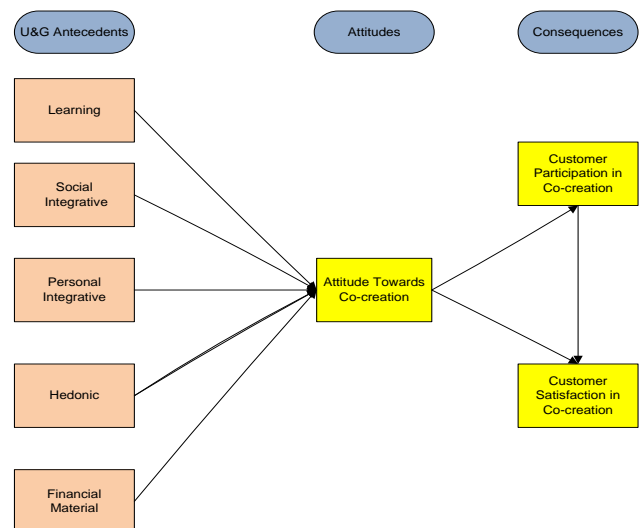 U&G Antecedents
Attitudes
Consequences
Learning
Social
Integrative
Personal
Integrative
Hedonic
Financial
Material
Attitude Towards
Co-creation
Customer
Participation in
Co-creation
Customer
Satisfaction in
Co-creation